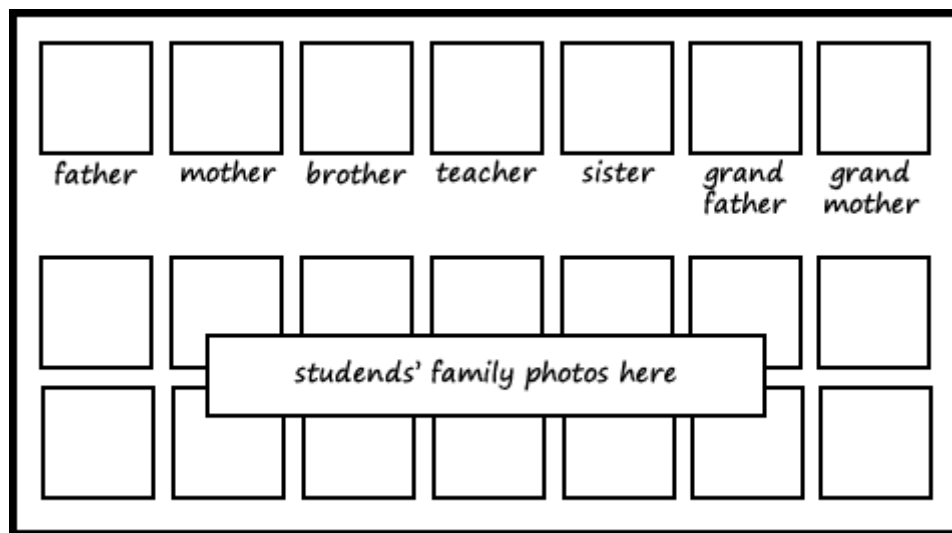 father mother brother teacher sister grand father grand mother
studends' family photos here